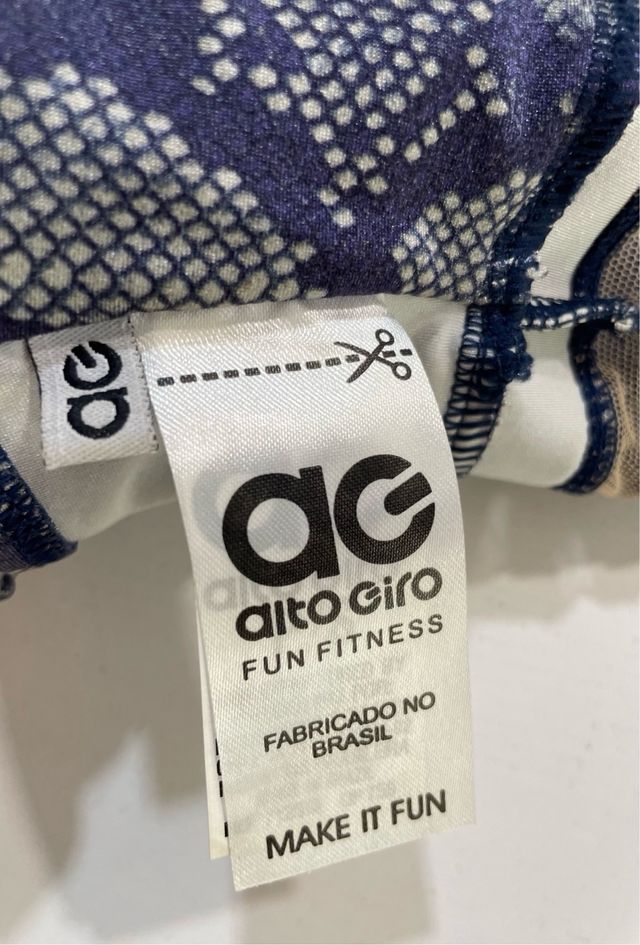 aG
aG
alto Giro
FUN FITNESS
FABRICADO NO
BRASIL
MAKE IT FUN